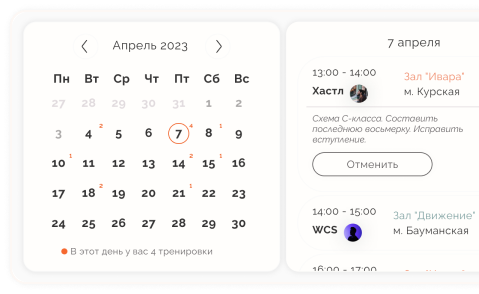 Апрель 2023
Пн Вт Ср Чт Пт Сб Вс
27 28 29 30 31 1 2
3 4 2 5 6 7 4 8 1 9
10 1 11 12 13 14 2 15 1 16
17 18 2 19 20 21 1 22 23
24 25 26 27 28 29 30
В этот день у вас 4 тренировки
7 апреля
13:00 - 14:00 Зал "Ивара"
Хастл м. Курская
Схема С-класса. Составить
последнюю восьмерку. Исправить
вступление.
Отменить
14:00 - 15:00 Зал "Движение"
WCS м. Бауманская
16:00 - 17:00